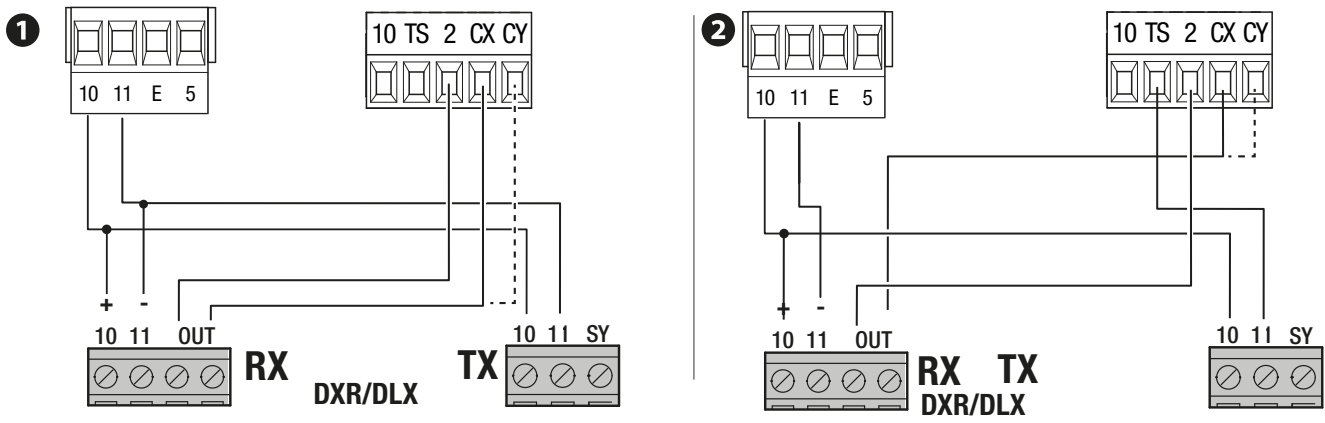 1
10 TS 2 CX CY
10 11 E 5
+ -
10 11 OUT
RX
DXR/DLX
TX
10 11 SY
2
10 TS 2 CX CY
10 11 E 5
+ -
10 11 OUT
RX TX
DXR/DLX
10 11 SY